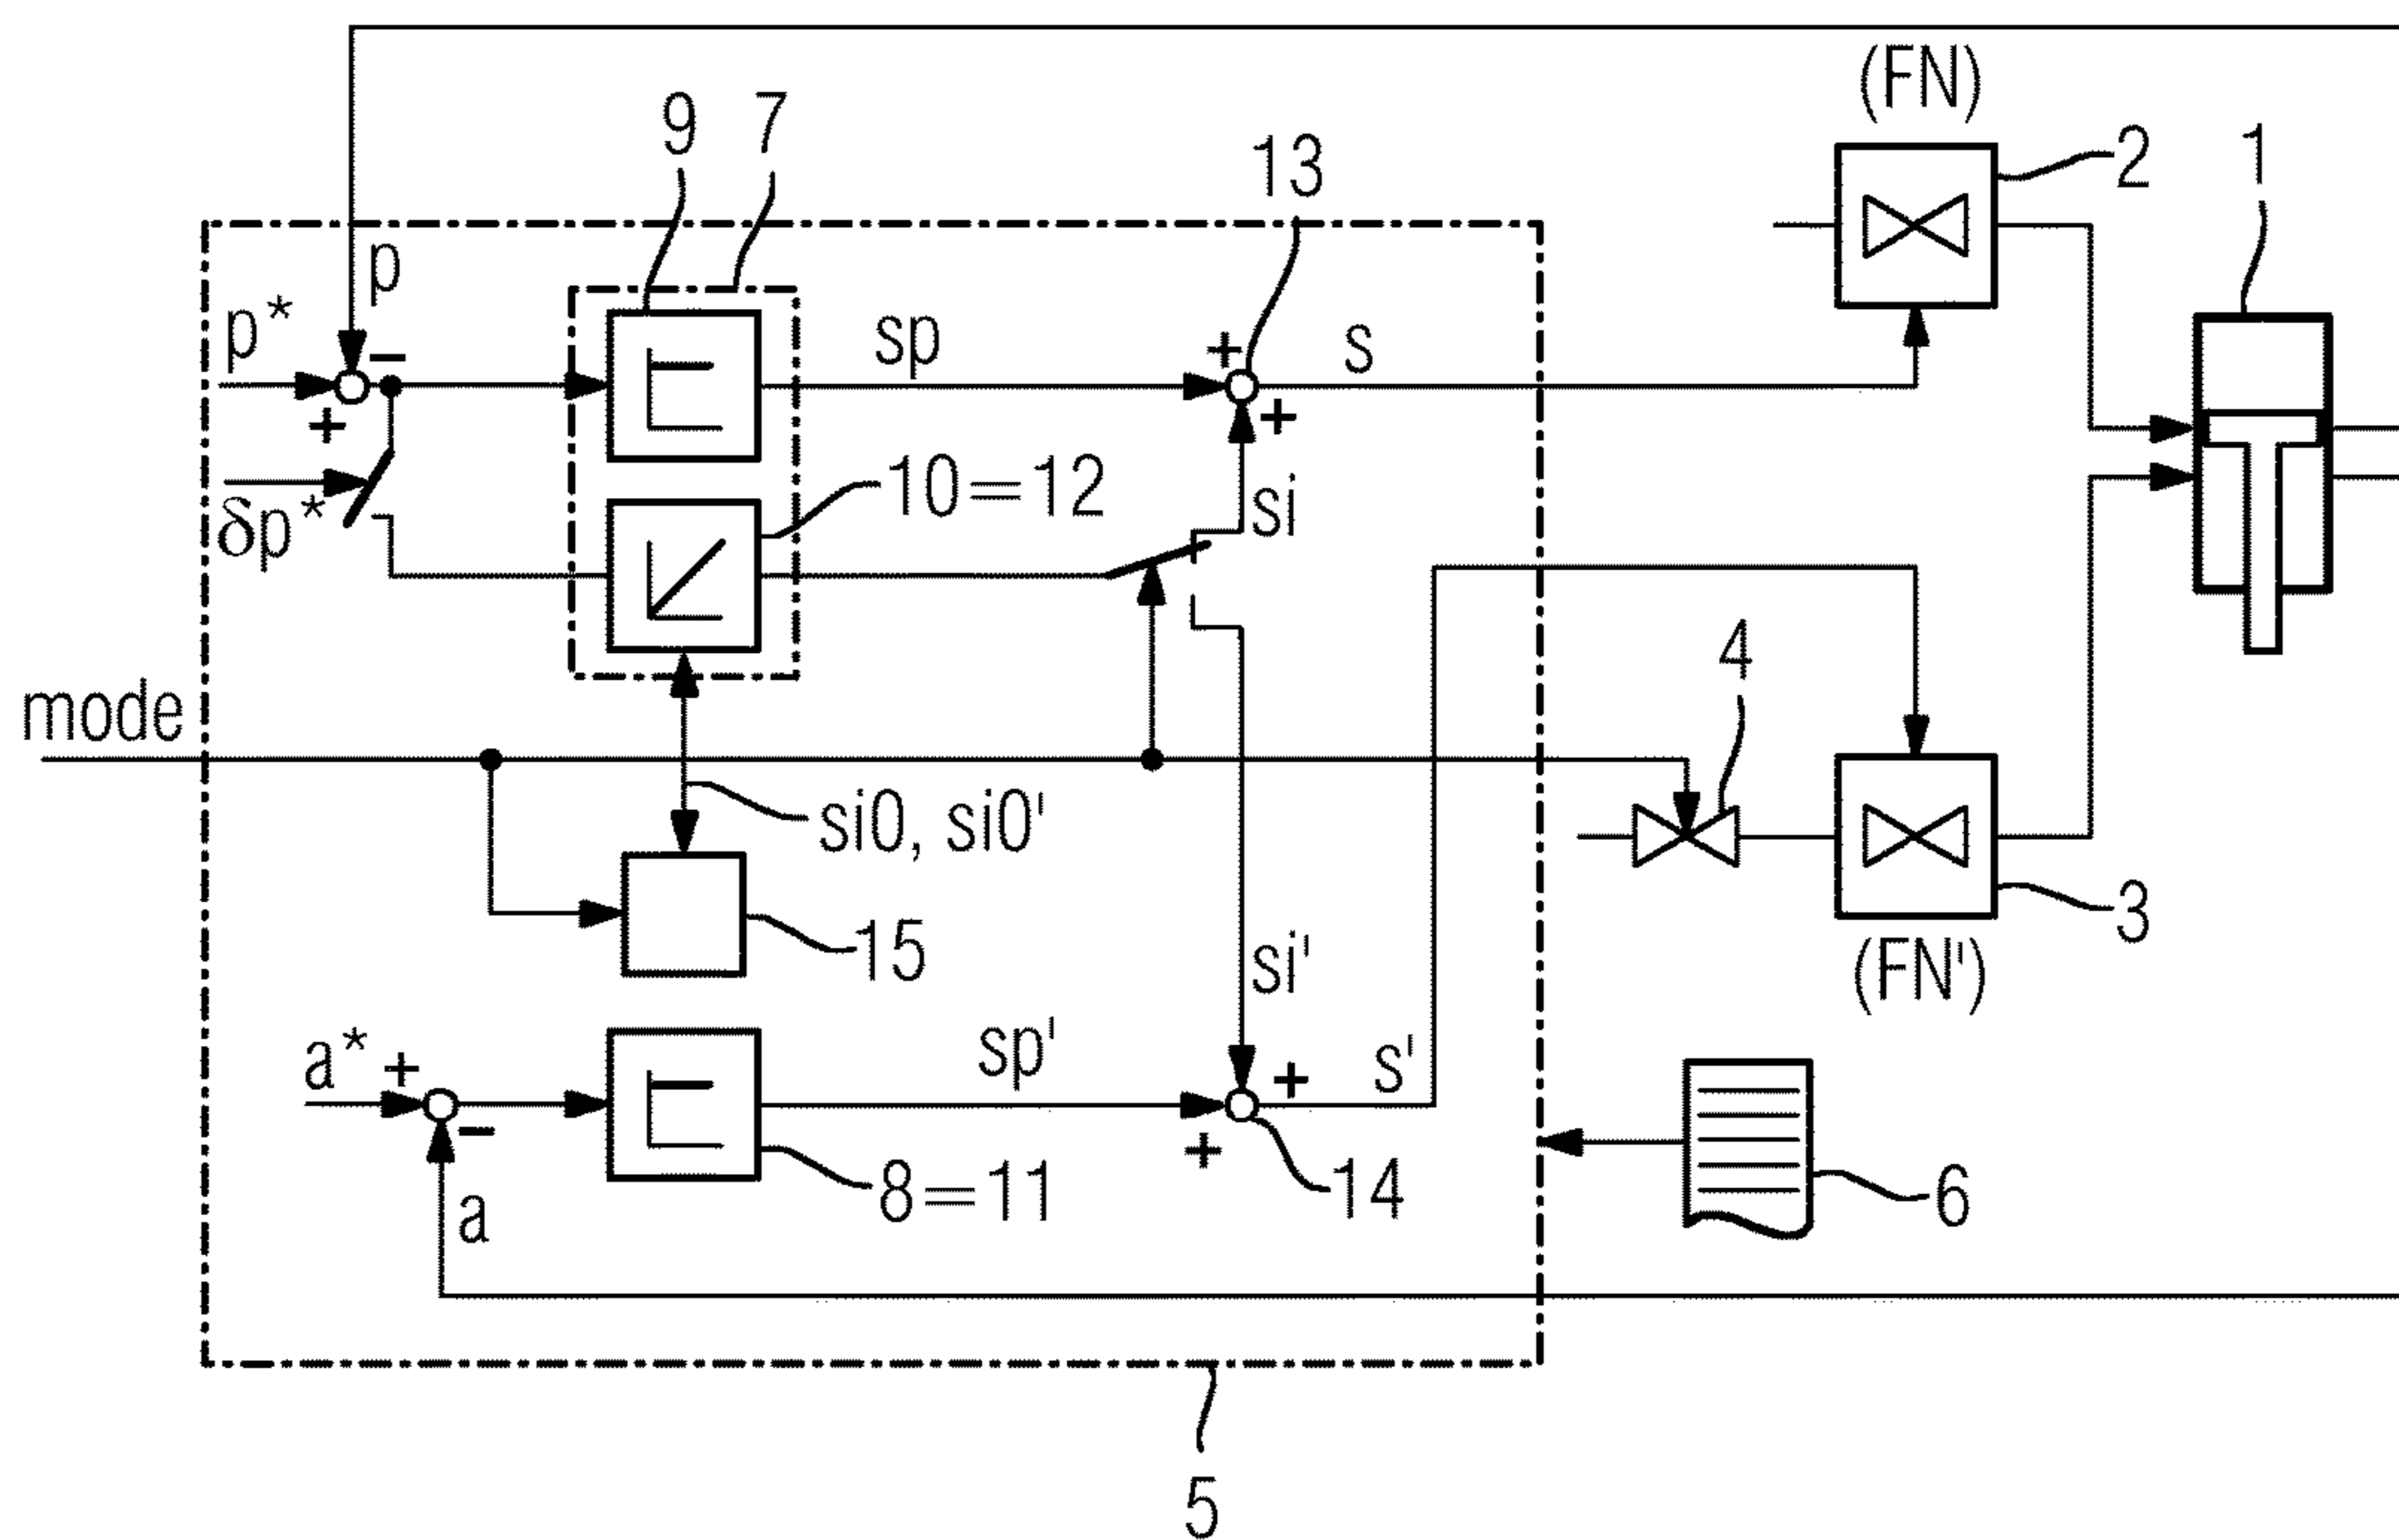 (FN)
9
7
13
2
1
p
p*
sp
+
−
s
+
+
10=12
δp*
si
4
mode
si0, si0'
15
3
si'
(FN')
a*
+
sp'
+
s'
−
+
8=11
14
6
a
5